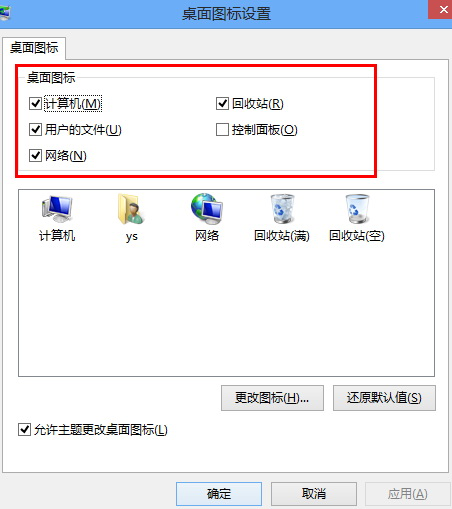 桌面图标设置
桌面图标
桌面图标
计算机(M) 回收站(R)
用户的文件(U) 控制面板(O)
网络(N)
计算机 ys 网络 回收站(满) 回收站(空)
更改图标(H)... 还原默认值(S)
允许主题更改桌面图标(L)
确定 取消 应用(A)